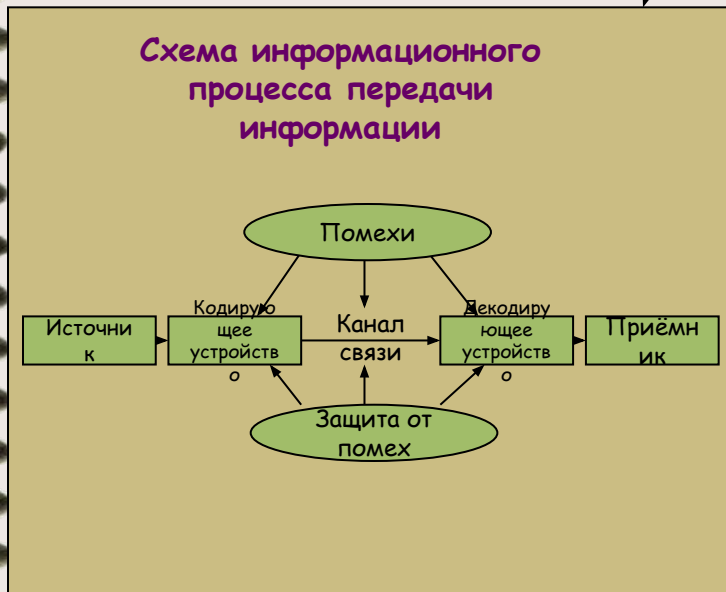 Схема информационного
процесса передачи
информации
Помехи
Источни
к
Кодирую
щее
устройств
о
Канал
связи
Декодиру
ющее
устройств
о
Приёмн
ик
Защита от
помех